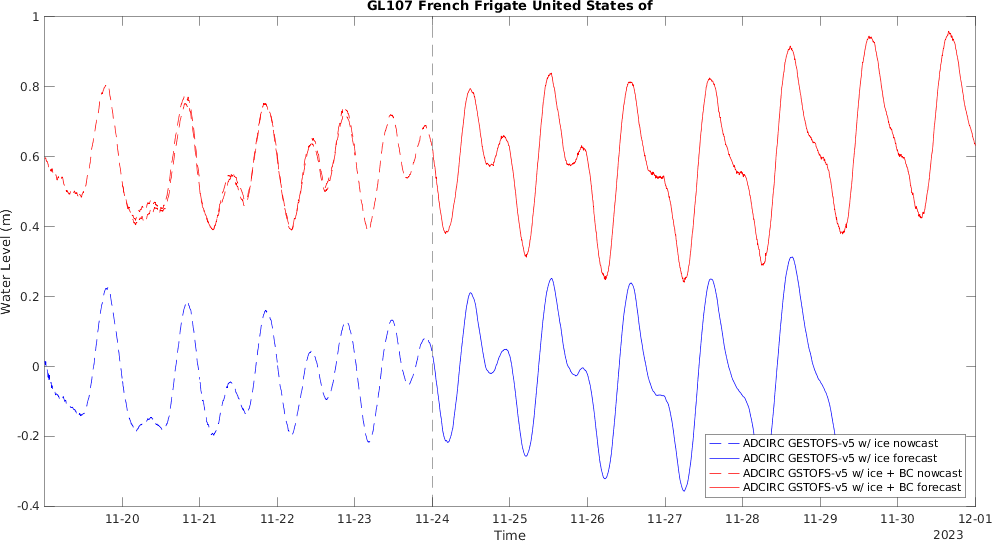 GL107 French Frigate United States of
Water Level (m)
1
0.8
0.6
0.4
0.2
0
-0.2
-0.4
ADCIRC GESTOFS-v5 w/ ice nowcast
ADCIRC GESTOFS-v5 w/ ice forecast
ADCIRC GSTOFS-v5 w/ ice + BC nowcast
ADCIRC GSTOFS-v5 w/ ice + BC forecast
11-20 11-21 11-22 11-23 11-24 11-25 11-26 11-27 11-28 11-29 11-30 12-01
Time
2023